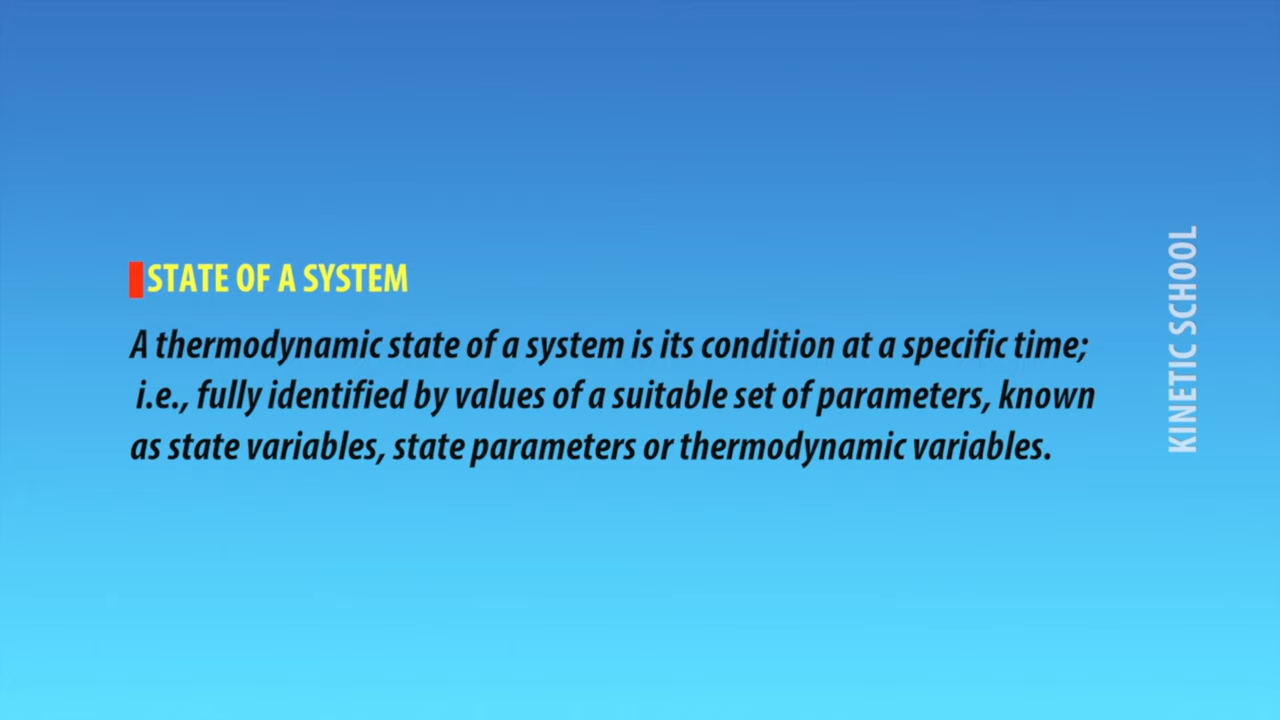 STATE OF A SYSTEM
A thermodynamic state of a system is its condition at a specific time;
i.e., fully identified by values of a suitable set of parameters, known
as state variables, state parameters or thermodynamic variables.
KINETIC SCHOOL